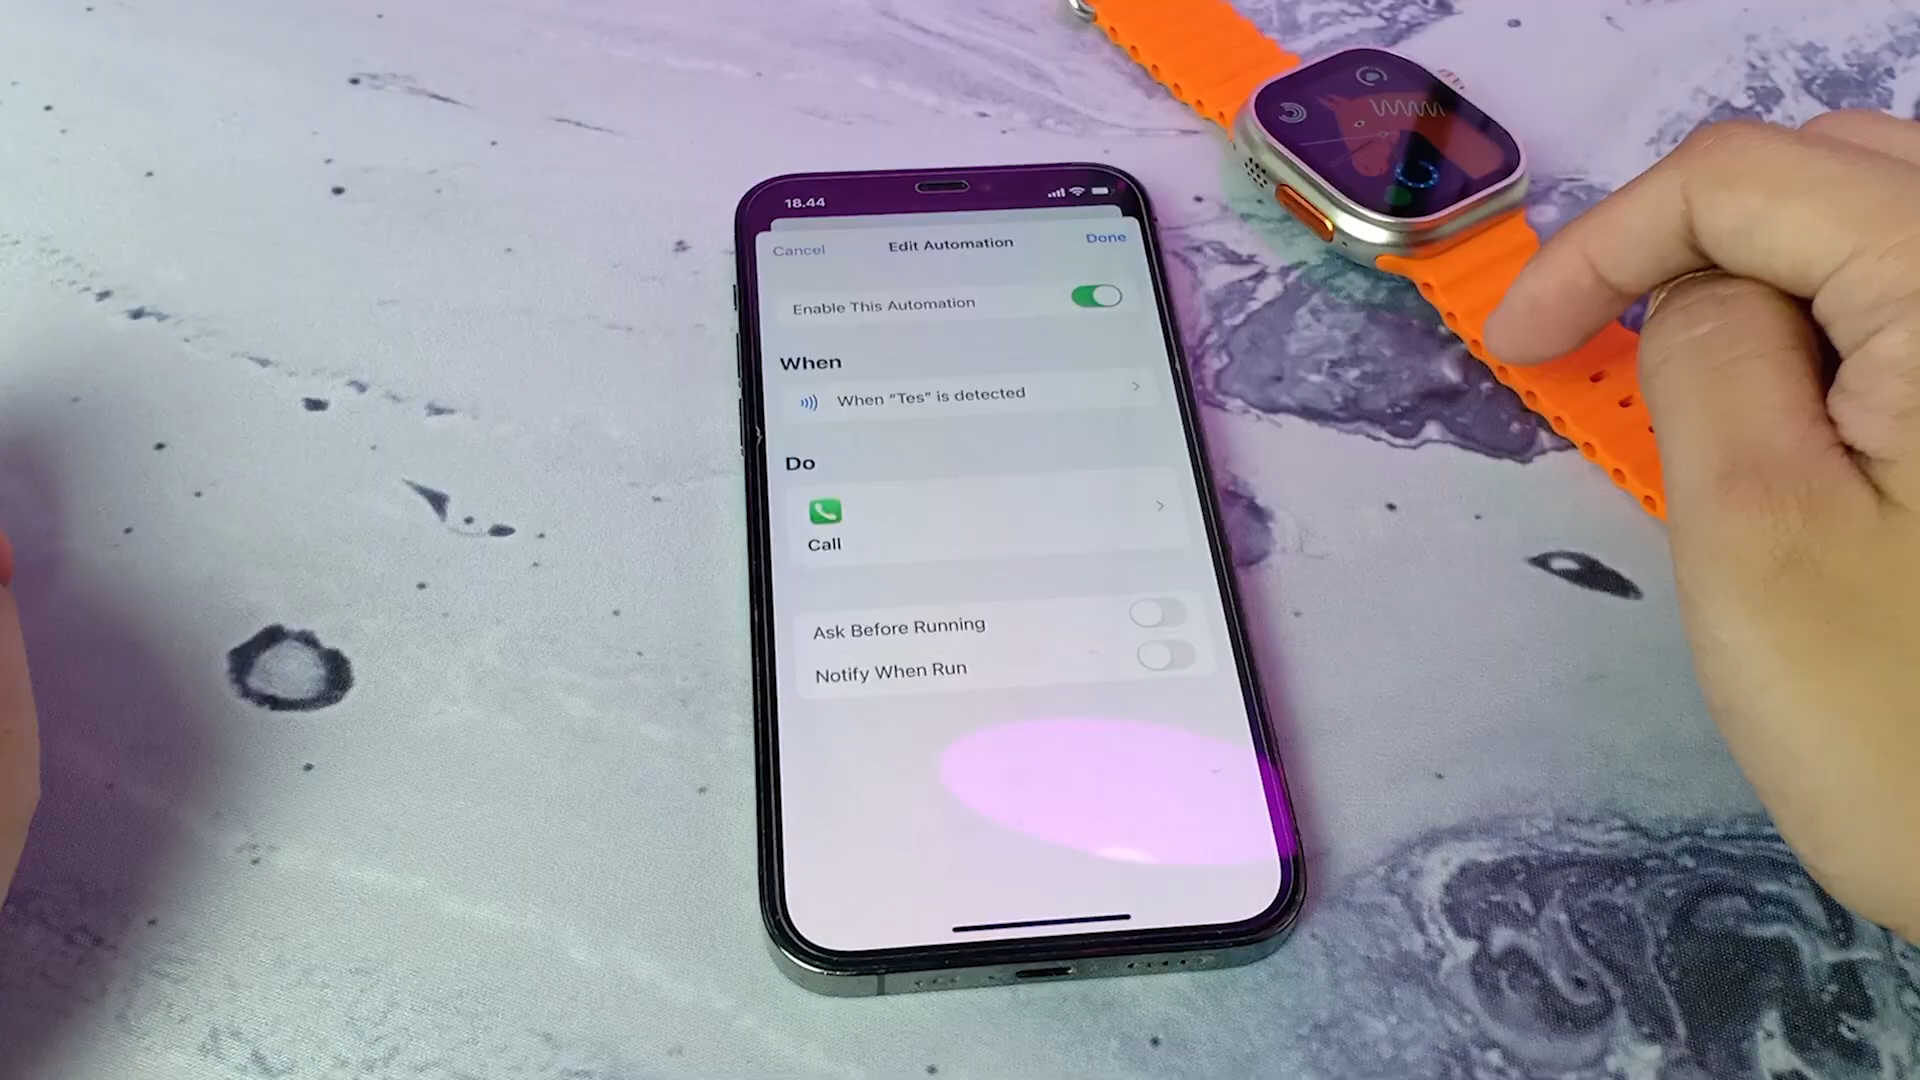 18.44
Cancel
Edit Automation
Done
Enable This Automation
When
When “Tes” is detected
Do
Call
Ask Before Running
Notify When Run